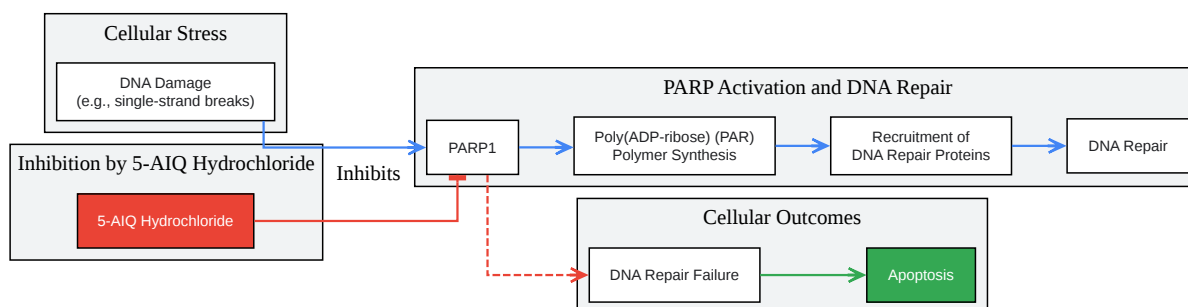 Cellular Stress
DNA Damage
(e.g., single-strand breaks)
Inhibition by 5-AIQ Hydrochloride
5-AIQ Hydrochloride
Inhibits
PARP Activation and DNA Repair
PARP1
Poly(ADP-ribose) (PAR)
Polymer Synthesis
Recruitment of
DNA Repair Proteins
DNA Repair
Cellular Outcomes
DNA Repair Failure
Apoptosis